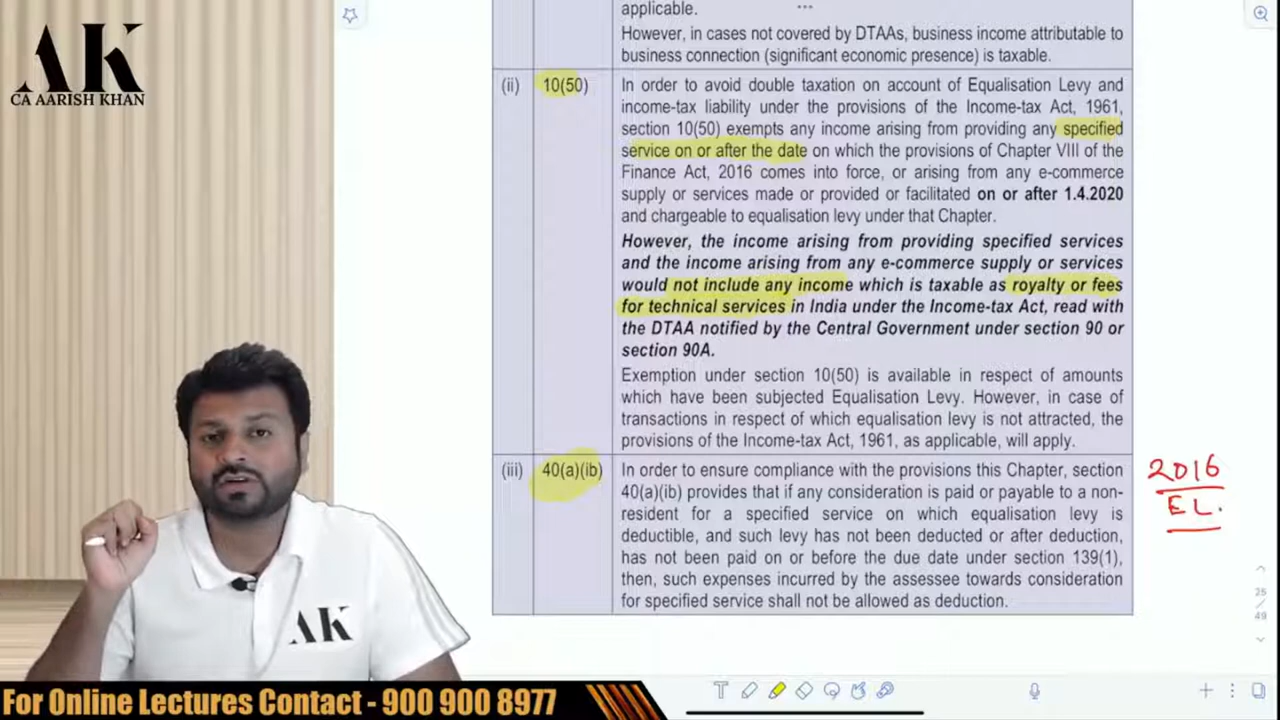 AK
CA AARISH KHAN
applicable.
However, in cases not covered by DTAAs, business income attributable to
business connection (significant economic presence) is taxable.
(ii) 10(50) In order to avoid double taxation on account of Equalisation Levy and
income-tax liability under the provisions of the Income-tax Act, 1961,
section 10(50) exempts any income arising from providing any specified
service on or after the date on which the provisions of Chapter VIII of the
Finance Act, 2016 comes into force, or arising from any e-commerce
supply or services made or provided or facilitated on or after 1.4.2020
and chargeable to equalisation levy under that Chapter.
However, the income arising from providing specified services
and the income arising from any e-commerce supply or services
would not include any income which is taxable as royalty or fees
for technical services in India under the Income-tax Act, read with
the DTAA notified by the Central Government under section 90 or
section 90A.
Exemption under section 10(50) is available in respect of amounts
which have been subjected Equalisation Levy. However, in case of
transactions in respect of which equalisation levy is not attracted, the
provisions of the Income-tax Act, 1961, as applicable, will apply.
(iii) 40(a)(ib) In order to ensure compliance with the provisions this Chapter, section
40(a)(ib) provides that if any consideration is paid or payable to a non-
resident for a specified service on which equalisation levy is
deductible, and such levy has not been deducted or after deduction,
has not been paid on or before the due date under section 139(1),
then, such expenses incurred by the assessee towards consideration
for specified service shall not be allowed as deduction.
2016
EL.
25
/
49
AK
For Online Lectures Contact - 900 900 8977